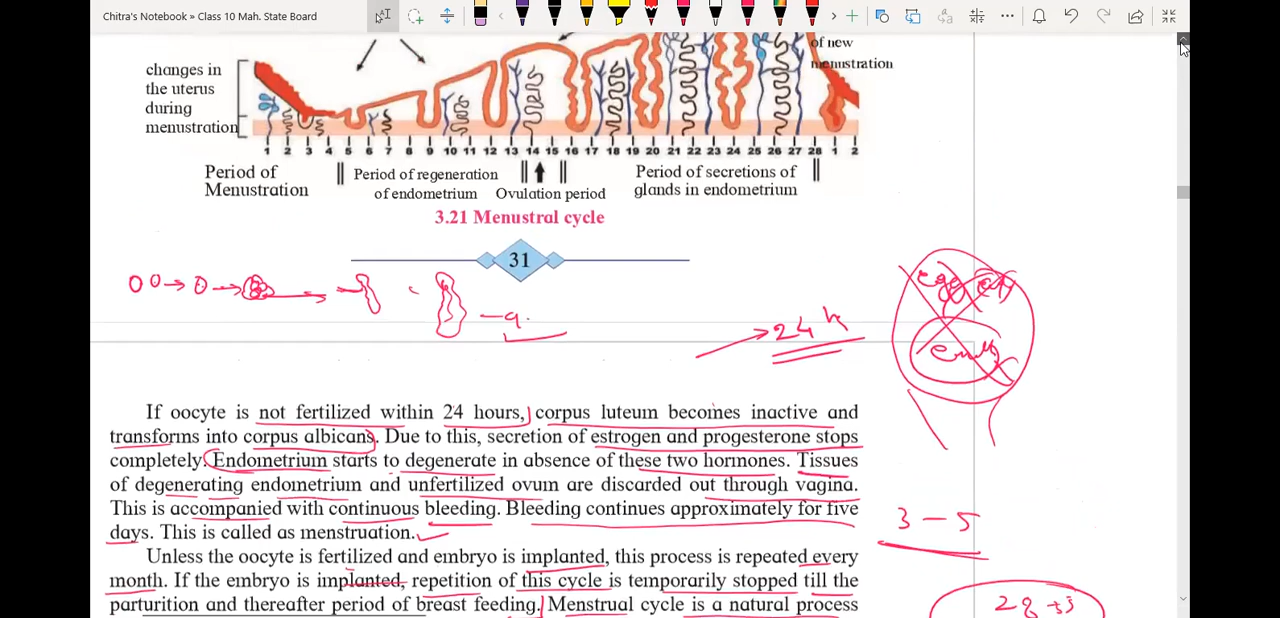 Chitra's Notebook » Class 10 Mah. State Board
changes in
the uterus
during
menustration
of new
menustration
1 2 3 4 5 6 7 8 9 10 11 12 13 14 15 16 17 18 19 20 21 22 23 24 25 26 27 28 1 2
Period of
Menustration
Period of regeneration
of endometrium
Ovulation period
Period of secretions of
glands in endometrium
3.21 Menustral cycle
31
24 h
If oocyte is not fertilized within 24 hours, corpus luteum becomes inactive and
transforms into corpus albicans. Due to this, secretion of estrogen and progesterone stops
completely. Endometrium starts to degenerate in absence of these two hormones. Tissues
of degenerating endometrium and unfertilized ovum are discarded out through vagina.
This is accompanied with continuous bleeding. Bleeding continues approximately for five
days. This is called as menstruation.
3 - 5
Unless the oocyte is fertilized and embryo is implanted, this process is repeated every
month. If the embryo is implanted, repetition of this cycle is temporarily stopped till the
parturition and thereafter period of breast feeding. Menstrual cycle is a natural process